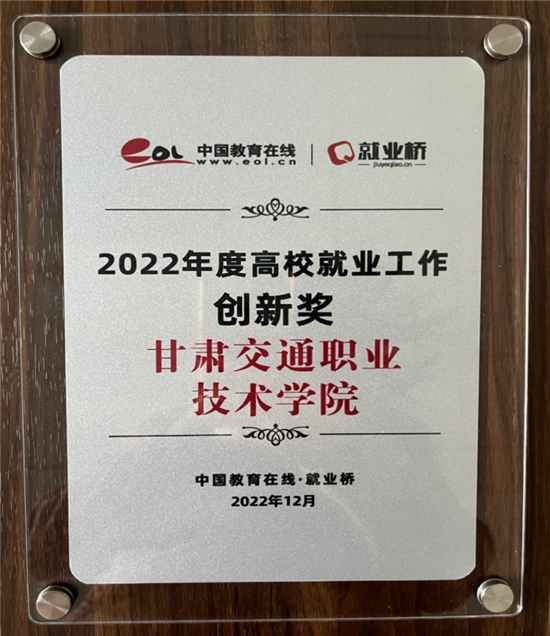 eOL 中国教育在线 | 就业桥
www.eol.cn jiuyeqiao.cn
2022年度高校就业工作
创新奖
甘肃交通职业
技术学院
中国教育在线·就业桥
2022年12月